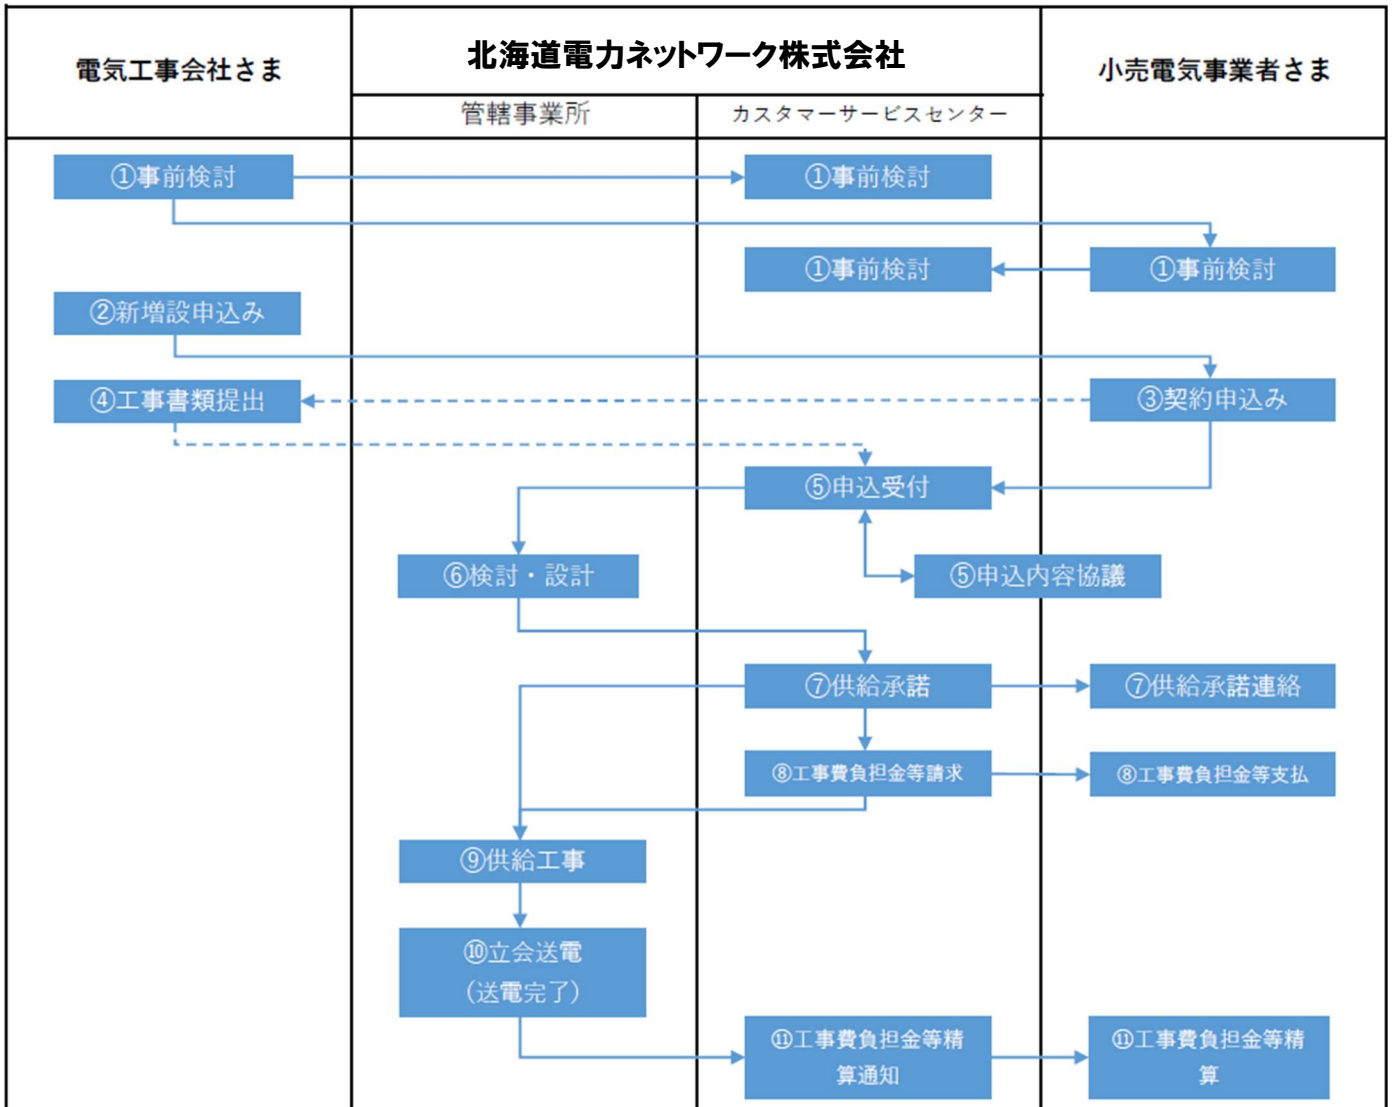 電気工事会社さま
北海道電力ネットワーク株式会社
小売電気事業者さま
管轄事業所
カスタマーサービスセンター
①事前検討
①事前検討
①事前検討
①事前検討
②新増設申込み
④工事書類提出
③契約申込み
⑤申込受付
⑥検討・設計
⑤申込内容協議
⑦供給承諾
⑦供給承諾連絡
⑧工事費負担金等請求
⑧工事費負担金等支払
⑨供給工事
⑩立会送電
（送電完了）
⑪工事費負担金等精
算通知
⑪工事費負担金等精
算